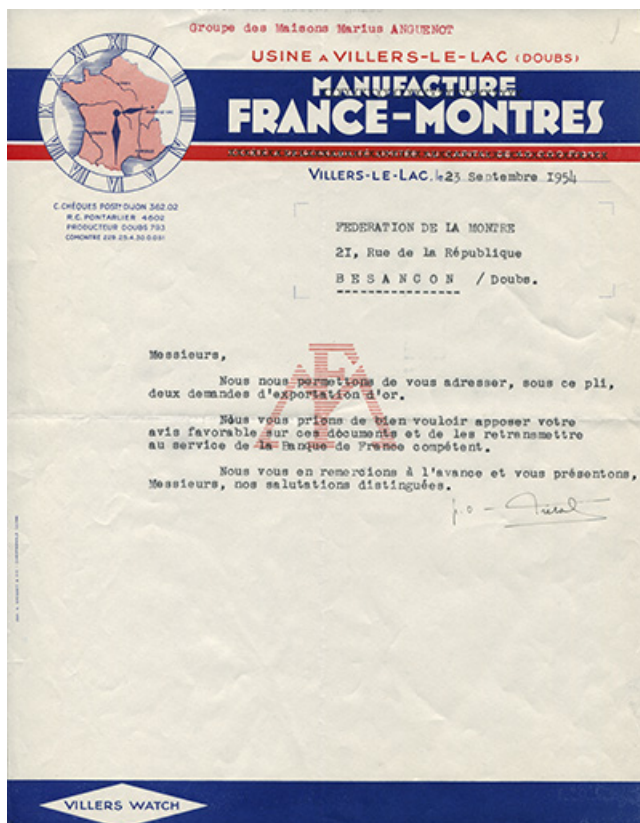 Groupe des Maisons Marius ANGUENOT
USINE A VILLERS-LE-LAC (DOUBS)
MANUFACTURE
FRANCE-MONTRES
VILLERS-LE-LAC, le 23 Septembre 1954
C. CHÈQUES POSTx DIJON 362.02
R.C. PONTARLIER 4602
PRODUCTEUR DOUBS 793
COMONTRE
FEDERATION DE LA MONTRE
21, Rue de la République
BESANCON / Doubs.
Messieurs,
Nous nous permettons de vous adresser, sous ce pli,
deux demandes d'exportation d'or.
Nous vous prions de bien vouloir apposer votre
avis favorable sur ces documents et de les retransmettre
au service de la Banque de France compétent.
Nous vous en remercions à l'avance et vous présentons,
Messieurs, nos salutations distinguées.
p.o -
VILLERS WATCH